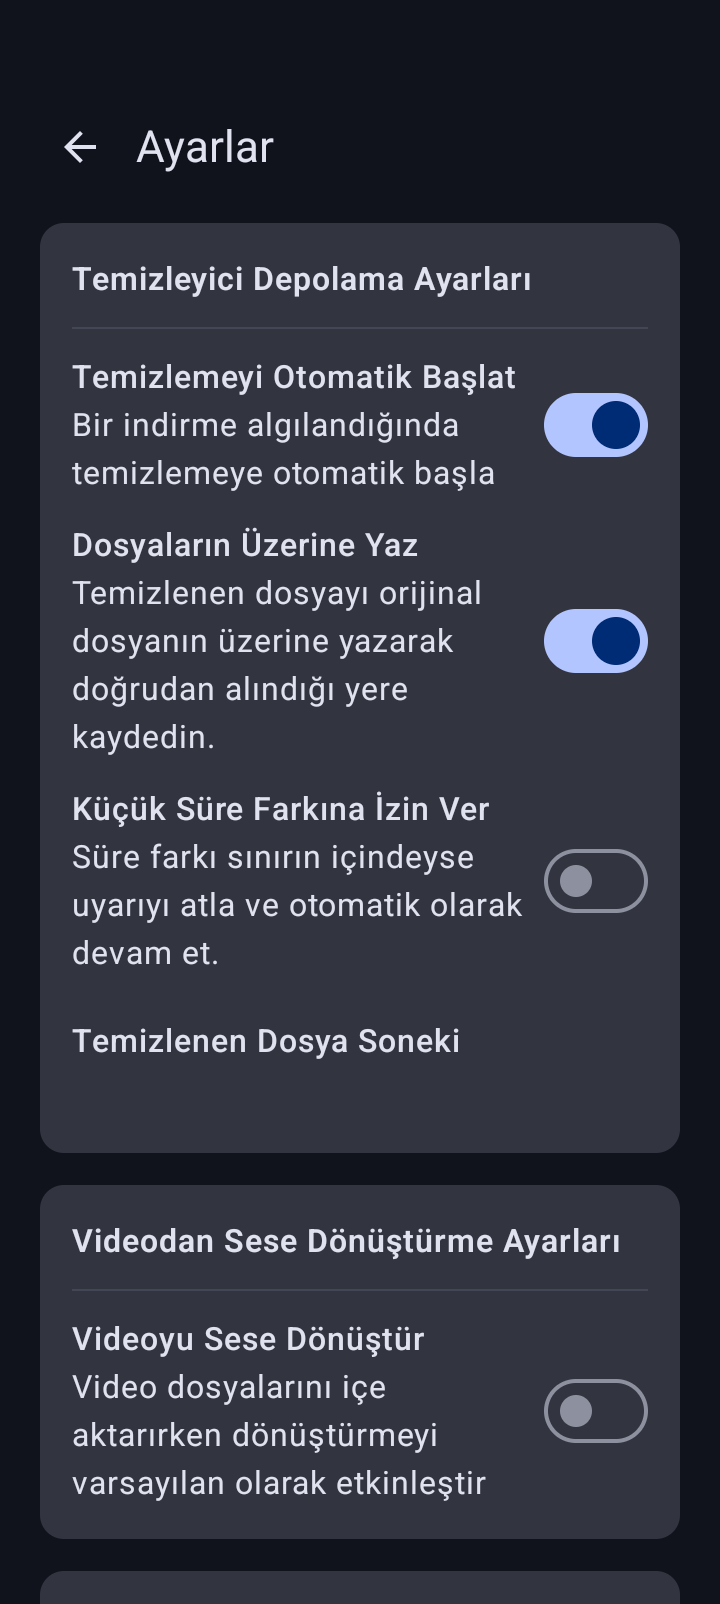 Ayarlar
Temizleyici Depolama Ayarları
Temizlemeyi Otomatik Başlat
Bir indirme algılandığında
temizlemeye otomatik başla
Dosyaların Üzerine Yaz
Temizlenen dosyayı orijinal
dosyanın üzerine yazarak
doğrudan alındığı yere
kaydedin.
Küçük Süre Farkına İzin Ver
Süre farkı sınırın içindeyse
uyarıyı atla ve otomatik olarak
devam et.
Temizlenen Dosya Soneki
Videodan Sese Dönüştürme Ayarları
Videoyu Sese Dönüştür
Video dosyalarını içe
aktarırken dönüştürmeyi
varsayılan olarak etkinleştir